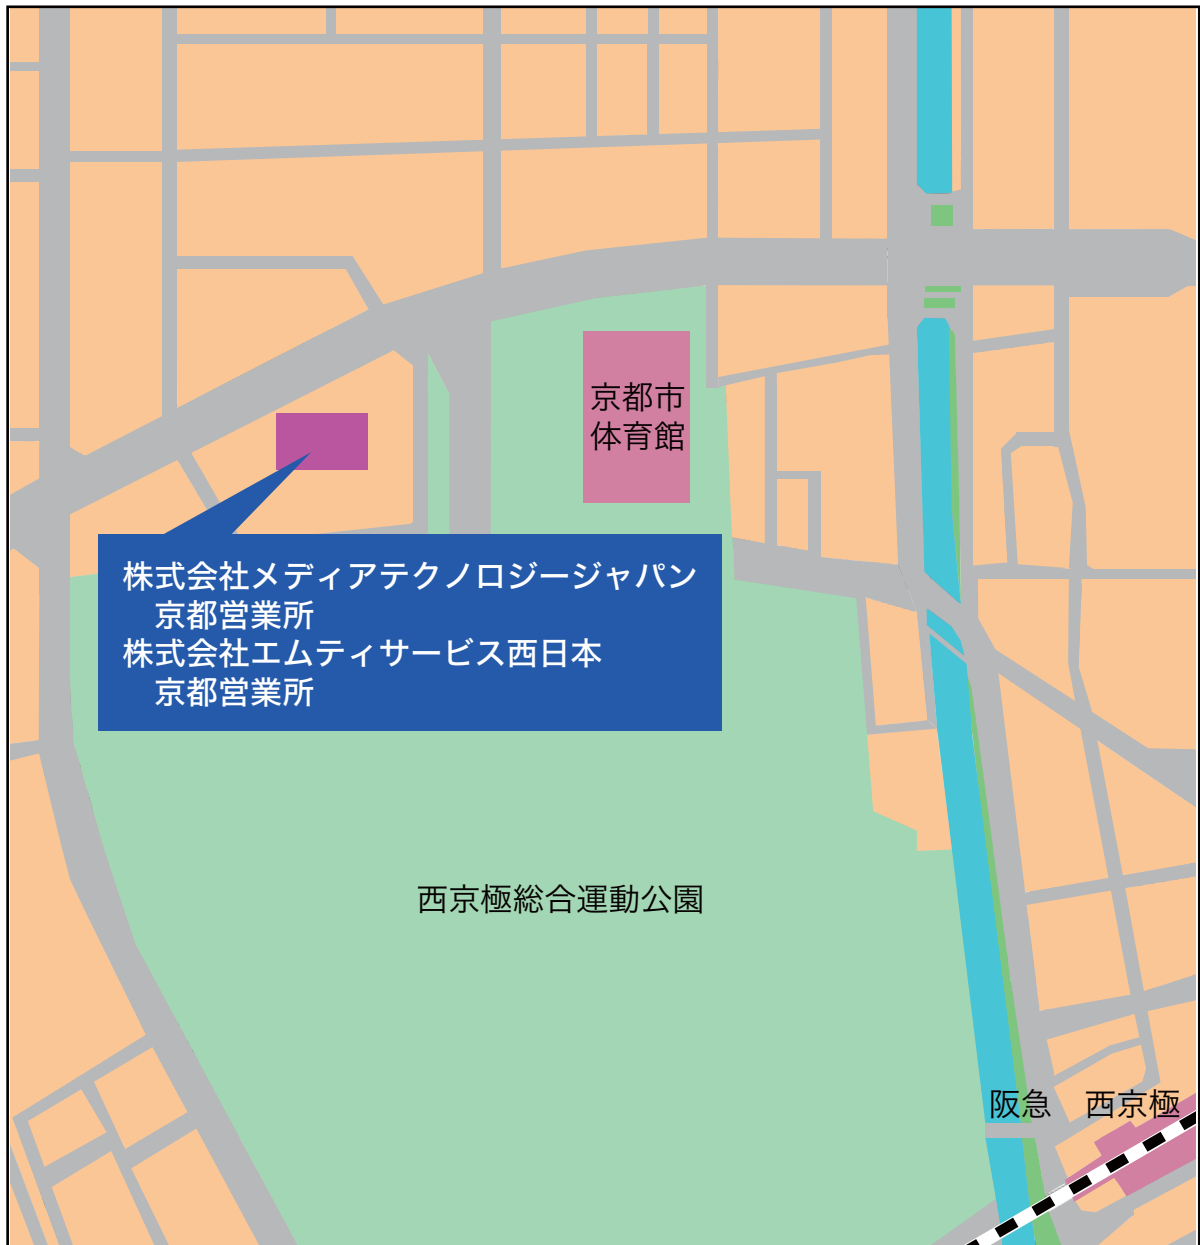 京都市
体育館
株式会社メディアテクノロジージャパン
京都営業所
株式会社エムティサービス西日本
京都営業所
西京極総合運動公園
阪急　西京極